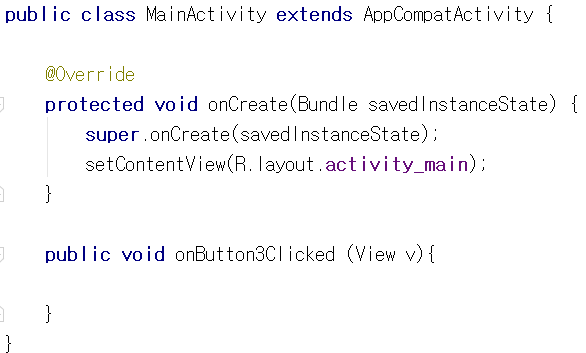 public class MainActivity extends AppCompatActivity {
@Override
protected void onCreate(Bundle savedInstanceState) {
super.onCreate(savedInstanceState);
setContentView(R.layout.activity_main);
}
public void onButton3Clicked (View v){
}
}